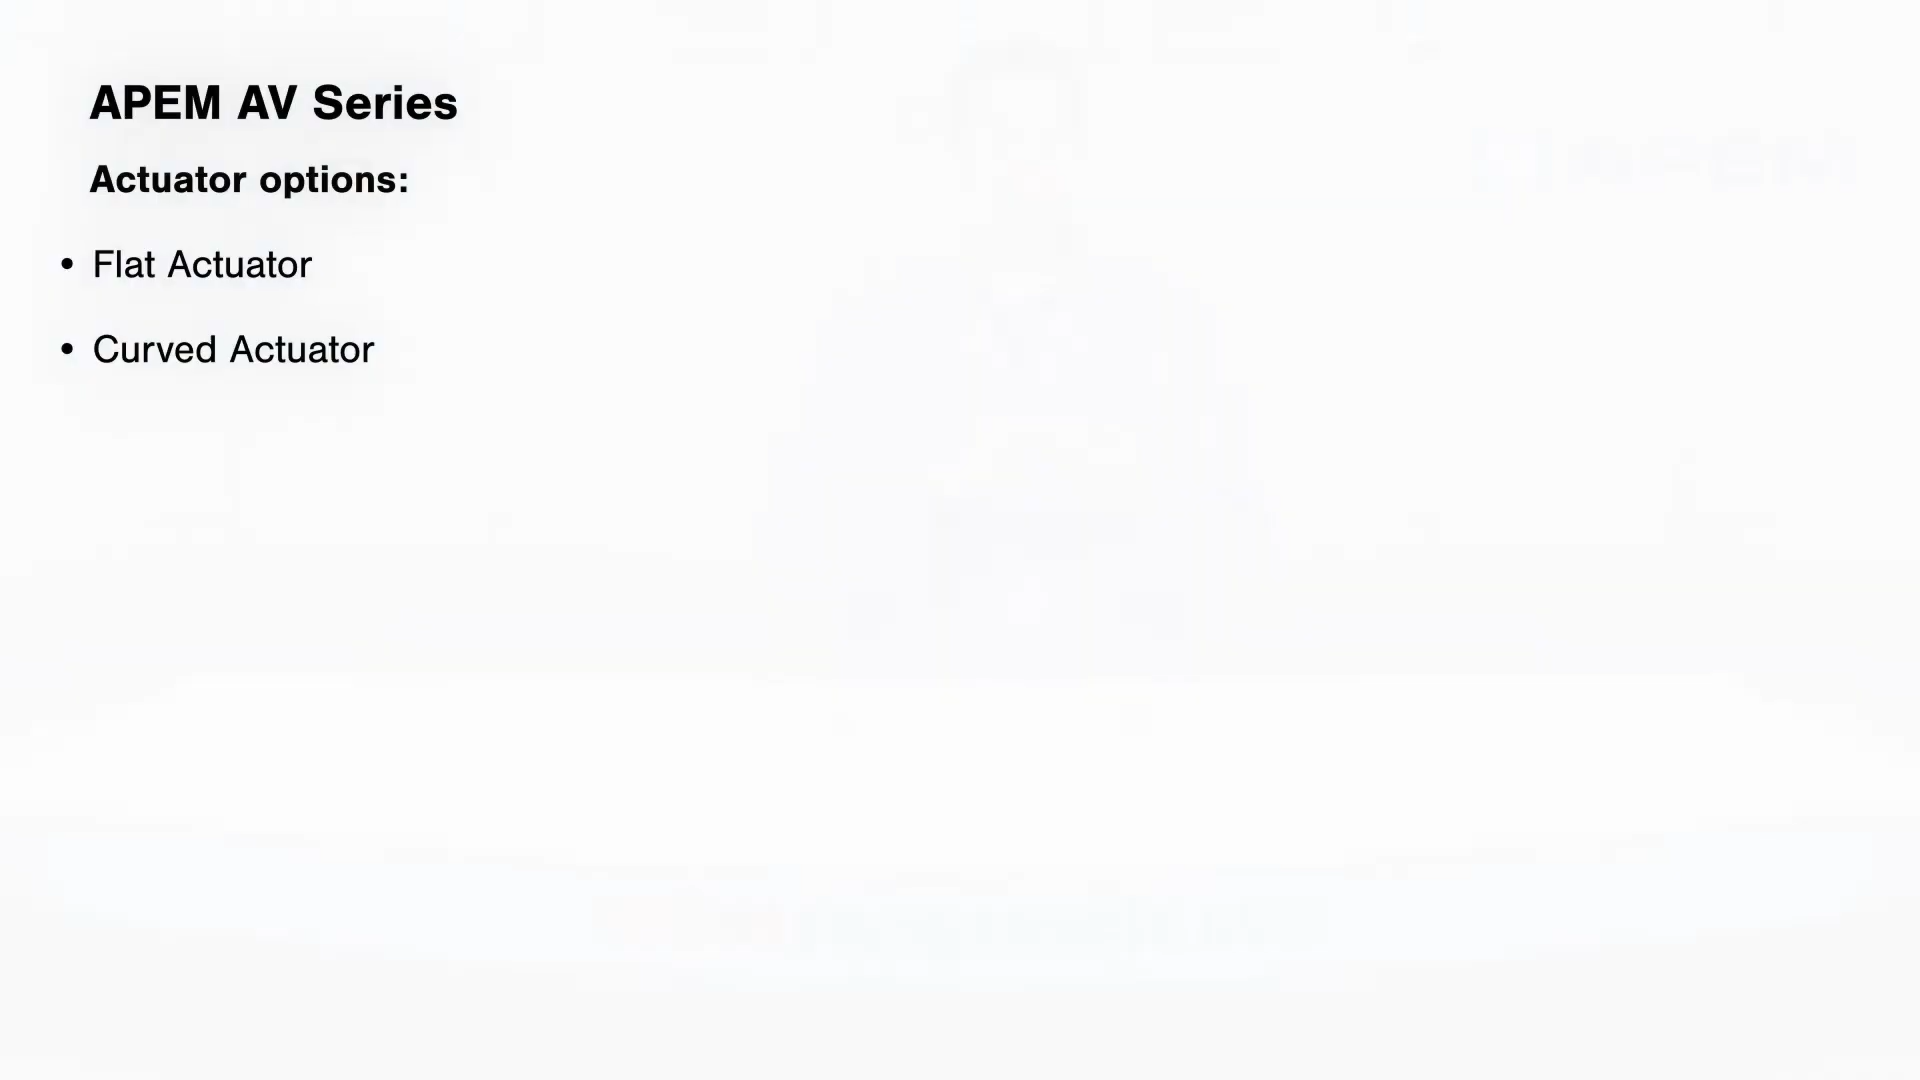 APEM AV Series
Actuator options:
• Flat Actuator
• Curved Actuator